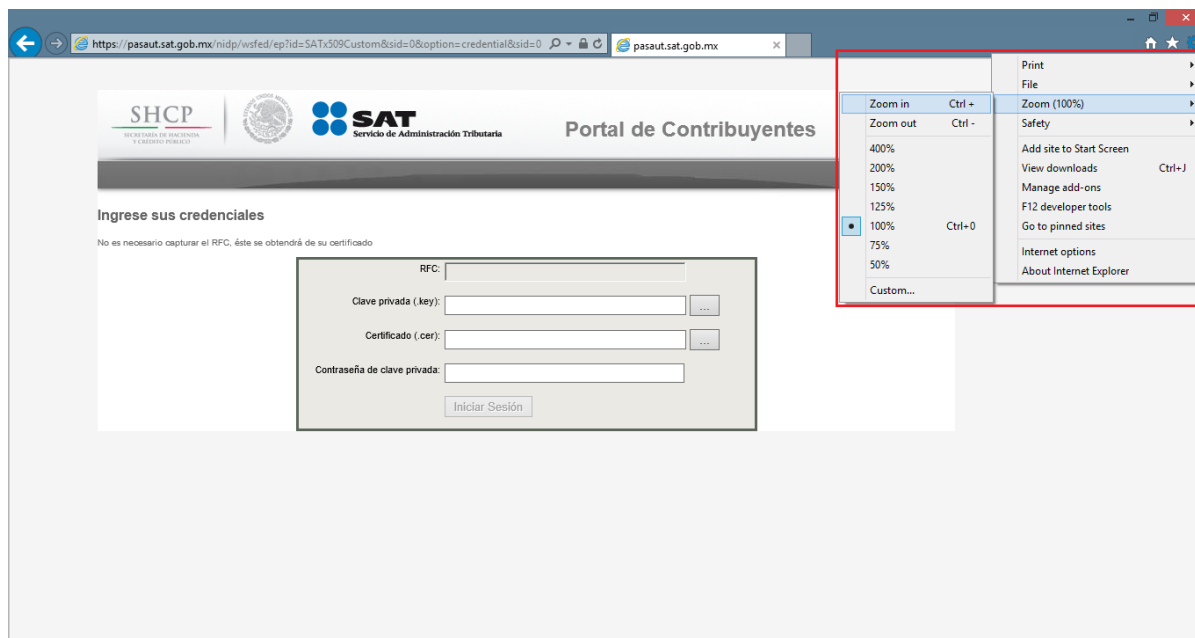 https://pasaut.sat.gob.mx/nidp/wsfed/ep?id=SATx509Custom&sid=0&option=credential&sid=0
pasaut.sat.gob.mx
Print
File
Zoom (100%)
Safety
Add site to Start Screen
View downloads Ctrl+J
Manage add-ons
F12 developer tools
Go to pinned sites
Internet options
About Internet Explorer
Zoom in Ctrl +
Zoom out Ctrl -
400%
200%
150%
125%
100% Ctrl+0
75%
50%
Custom...
SHCP
SECRETARÍA DE HACIENDA
Y CRÉDITO PÚBLICO
SAT
Servicio de Administración Tributaria
Portal de Contribuyentes
Ingrese sus credenciales
No es necesario capturar el RFC, éste se obtendrá de su certificado
RFC:
Clave privada (.key):
...
Certificado (.cer):
...
Contraseña de clave privada:
Iniciar Sesión